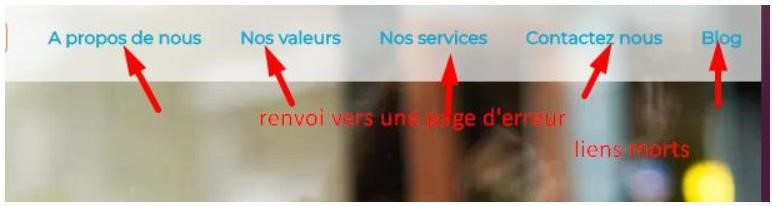 A propos de nous Nos valeurs Nos services Contactez nous Blog
renvoi vers une page d'erreur
liens morts